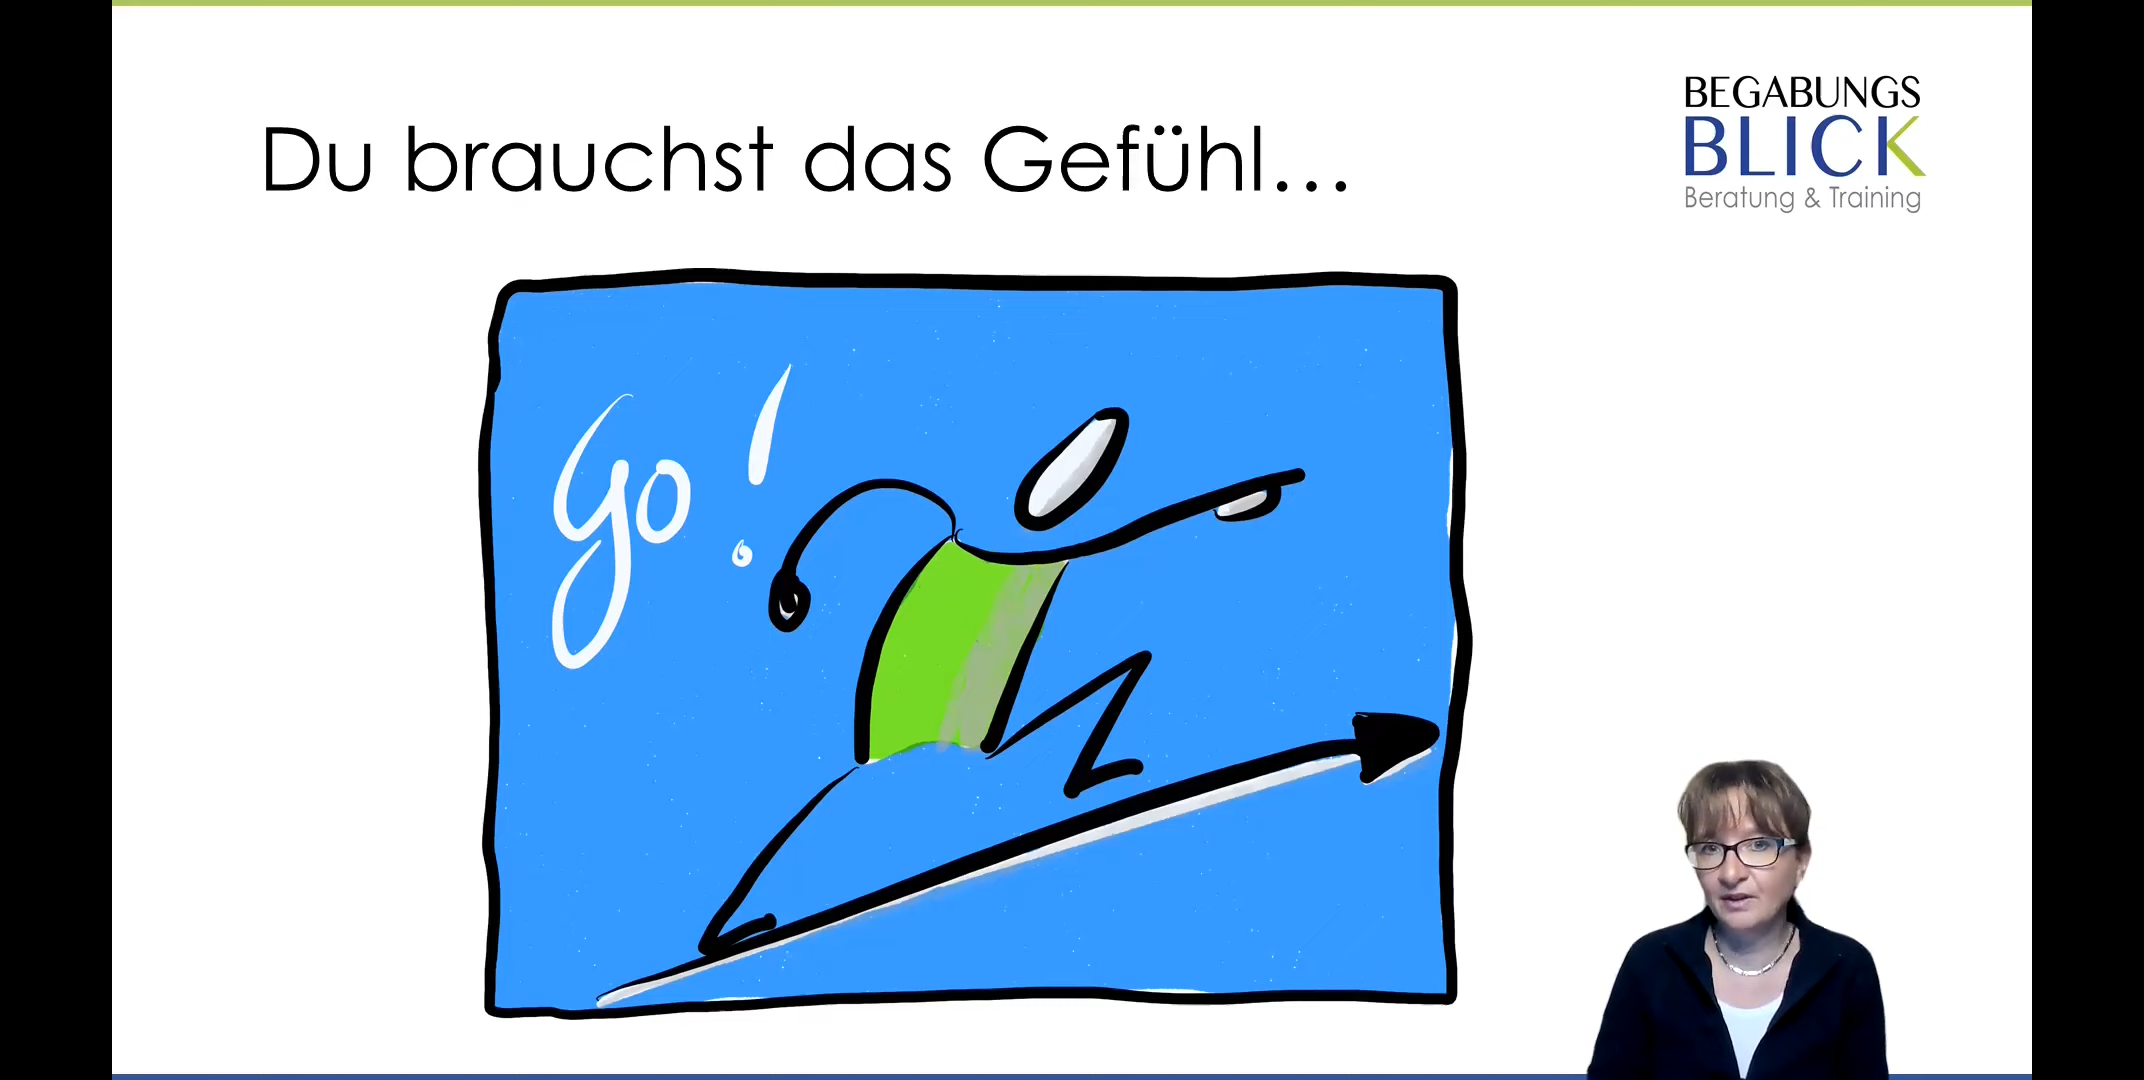 Du brauchst das Gefühl...
BEGABUNGS
BLICK
Beratung & Training
Go!